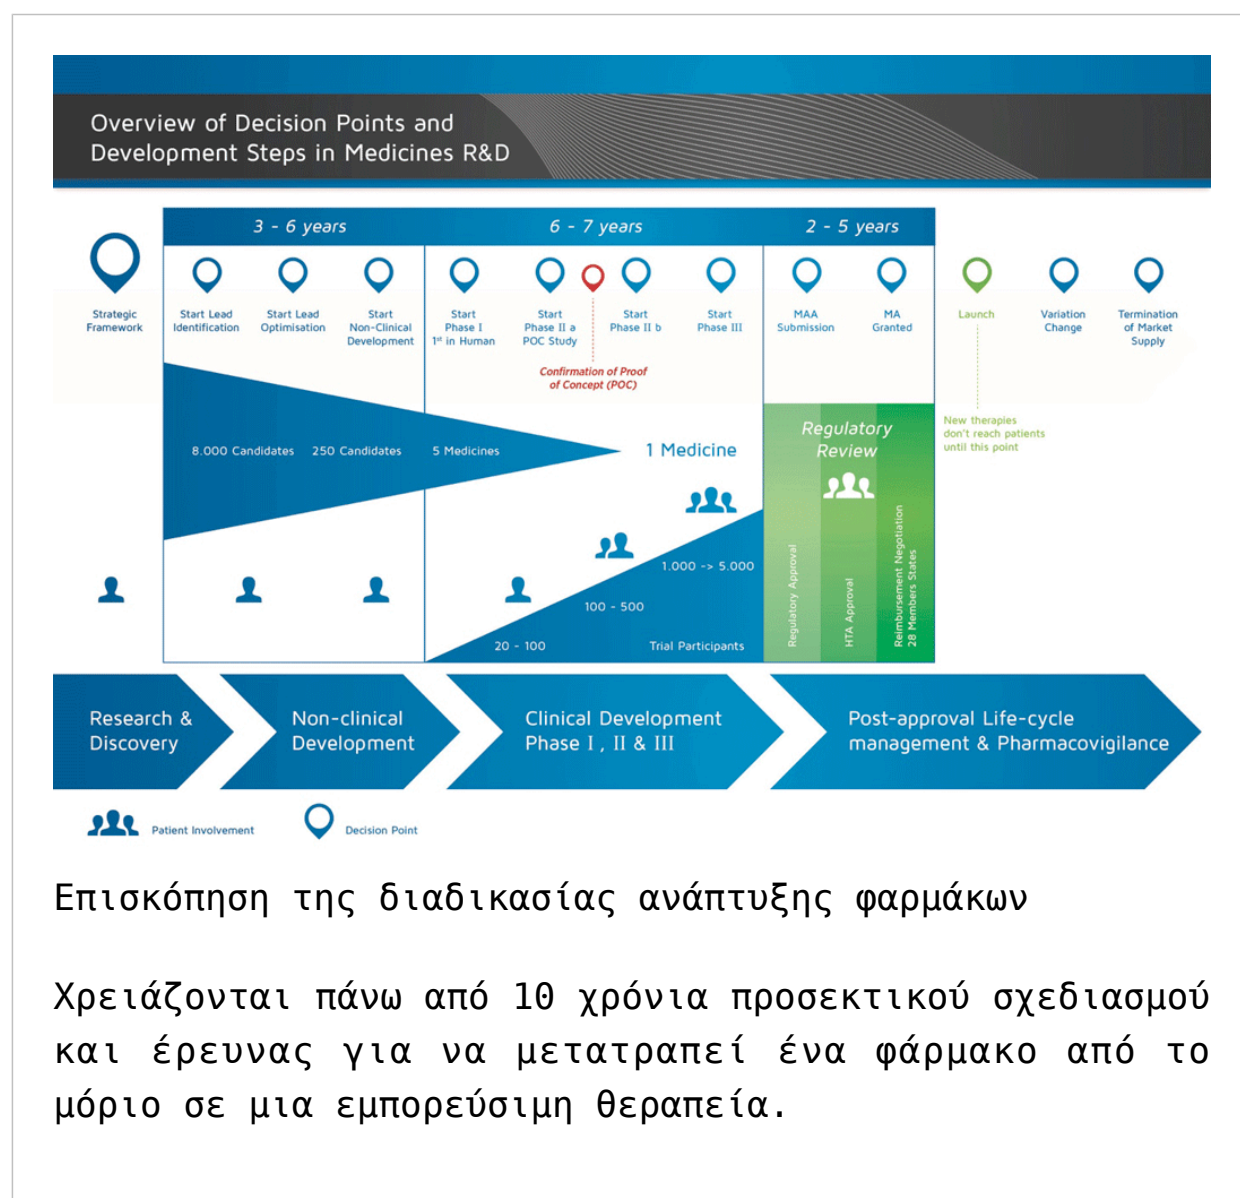 Overview of Decision Points and
Development Steps in Medicines R&D
3 - 6 years
6 - 7 years
2 - 5 years
Strategic
Framework
Start Lead
Identification
Start Lead
Optimisation
Start
Non-Clinical
Development
Start
Phase I
1st in Human
Start
Phase II a
POC Study
Start
Phase II b
Start
Phase III
MAA
Submission
MA
Granted
Launch
Variation
Change
Termination
of Market
Supply
Confirmation of Proof
of Concept (POC)
New therapies
don't reach patients
until this point
8.000 Candidates
250 Candidates
5 Medicines
1 Medicine
Regulatory
Review
Regulatory Approval
HTA Approval
Reimbursement Negotiation
28 Members States
1.000 -> 5.000
100 - 500
20 - 100
Trial Participants
Research &
Discovery
Non-clinical
Development
Clinical Development
Phase I , II & III
Post-approval Life-cycle
management & Pharmacovigilance
Patient Involvement
Decision Point
Επισκόπηση της διαδικασίας ανάπτυξης φαρμάκων
Χρειάζονται πάνω από 10 χρόνια προσεκτικού σχεδιασμού
και έρευνας για να μετατραπεί ένα φάρμακο από το
μόριο σε μια εμπορεύσιμη θεραπεία.